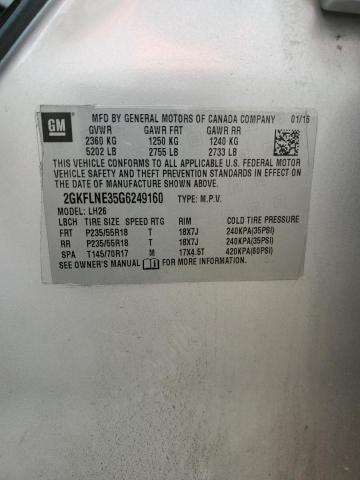 GM
MFD BY GENERAL MOTORS OF CANADA COMPANY 01/16
GVWR GAWR FRT GAWR RR
2360 KG 1250 KG 1240 KG
5202 LB 2755 LB 2733 LB
THIS VEHICLE CONFORMS TO ALL APPLICABLE U.S. FEDERAL MOTOR
VEHICLE SAFETY, BUMPER, AND THEFT PREVENTION STANDARDS IN EFFECT
ON THE DATE OF MANUFACTURE SHOWN ABOVE.
2GKFLNE35G6249160 TYPE: M.P.V.
MODEL: LH26
LBCH TIRE SIZE SPEED RTG RIM COLD TIRE PRESSURE
FRT P235/55R18 T 18X7J 240KPA(35PSI)
RR P235/55R18 T 18X7J 240KPA(35PSI)
SPA T145/70R17 M 17X4.5T 420KPA(60PSI)
SEE OWNER'S MANUAL FOR MORE INFORMATION.